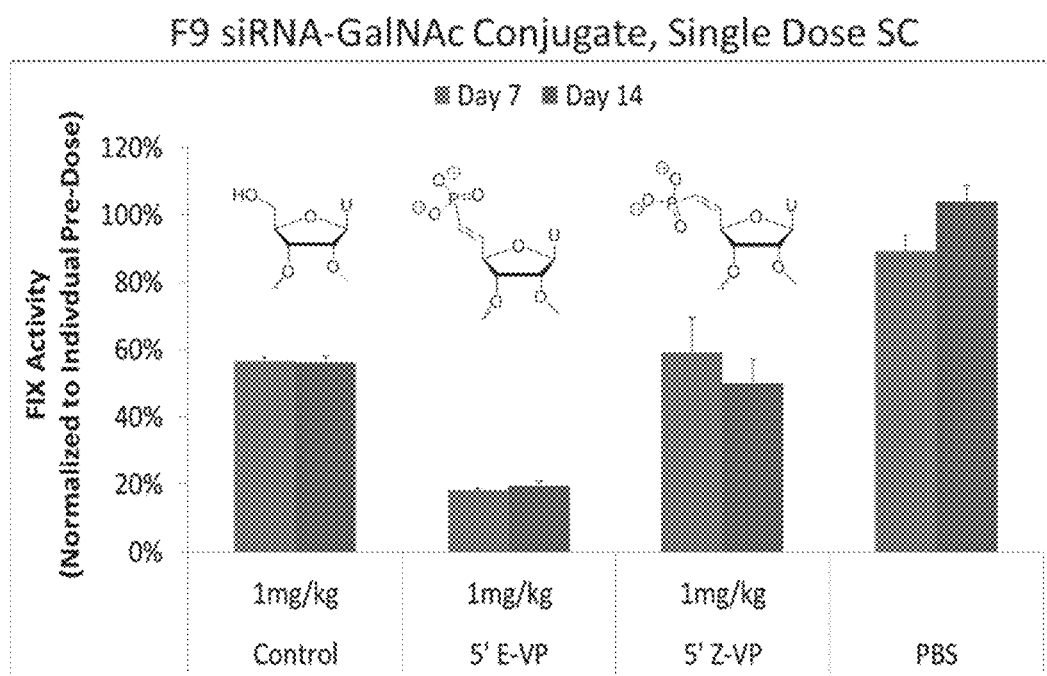 F9 siRNA-GalNAc Conjugate, Single Dose SC
Day 7 Day 14
FIX Activity
(Normalized to Indivdual Pre-Dose)
120%
100%
80%
60%
40%
20%
0%
HO O U
O O
⊖ O P O
⊖ O
O U
O O
⊖ O
⊖ O P O
O U
O O
1mg/kg 1mg/kg 1mg/kg
Control 5' E-VP 5' Z-VP PBS